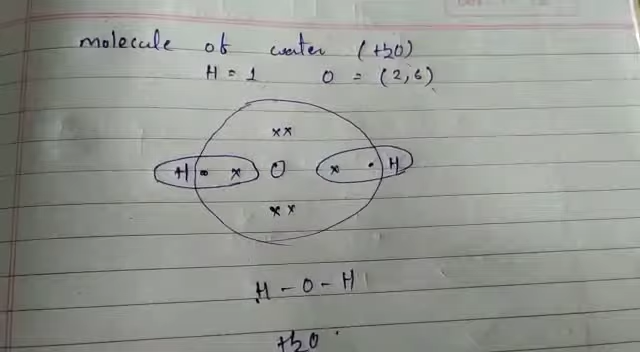 molecule of water (H2O)
H = 1 O = (2,6)
xx
H • x O x • H
xx
H - O - H
H2O